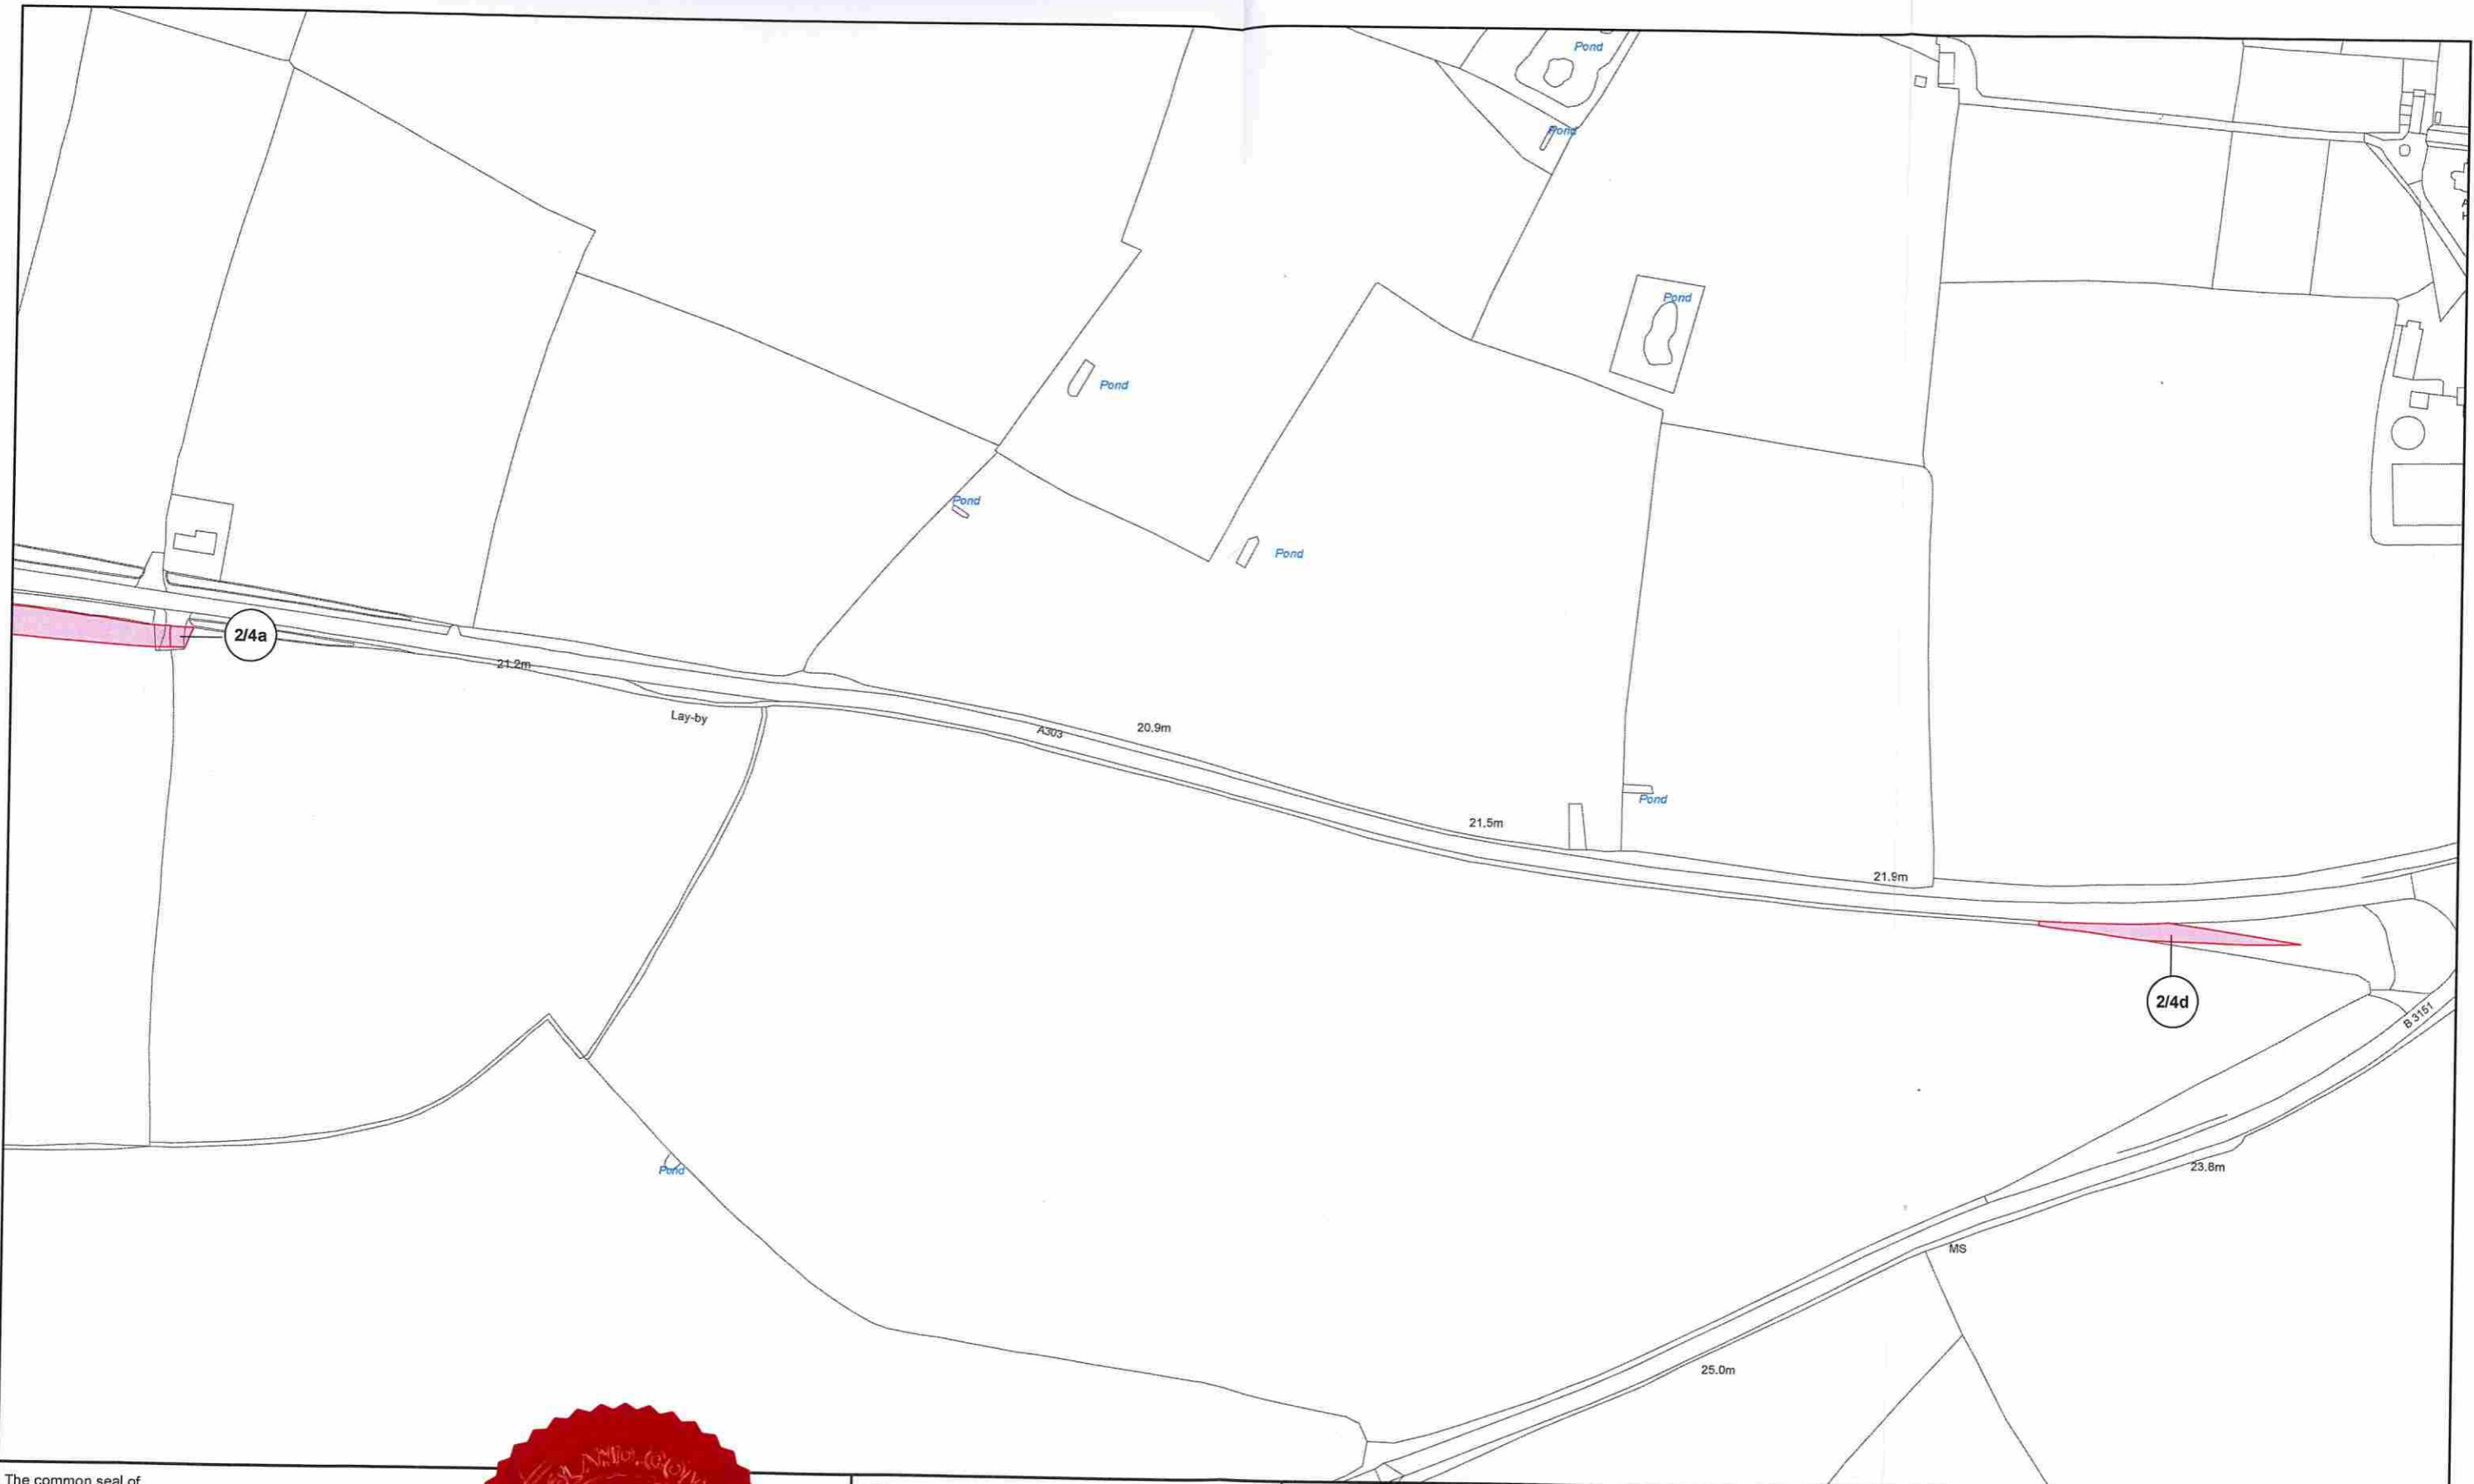 Pond
Pond
Pond
Pond
Pond
Pond
2/4a
21.2m
Lay-by
A303
20.9m
21.5m
Pond
21.9m
2/4d
B 3151
Pond
23.8m
MS
25.0m
The common seal of